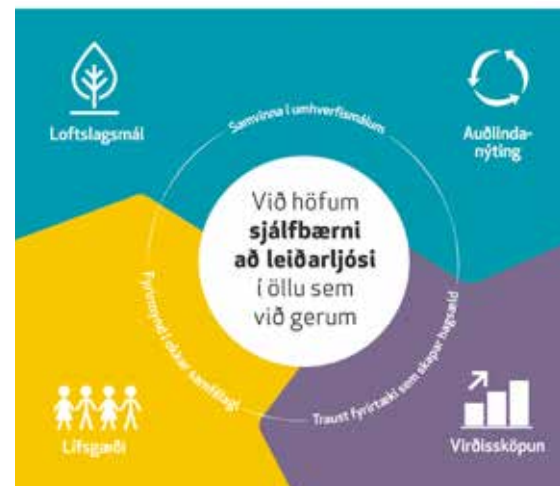 Loftslagsmál
Samvinna í umhverfismálum
Auðlinda-
nýting
Við höfum
sjálfbærni
að leiðarljósi
í öllu sem
við gerum
Fyrirmynd í okkar samfélagi
Traust fyrirtæki sem skapar hagsæld
Lífsgæði
Virðissköpun